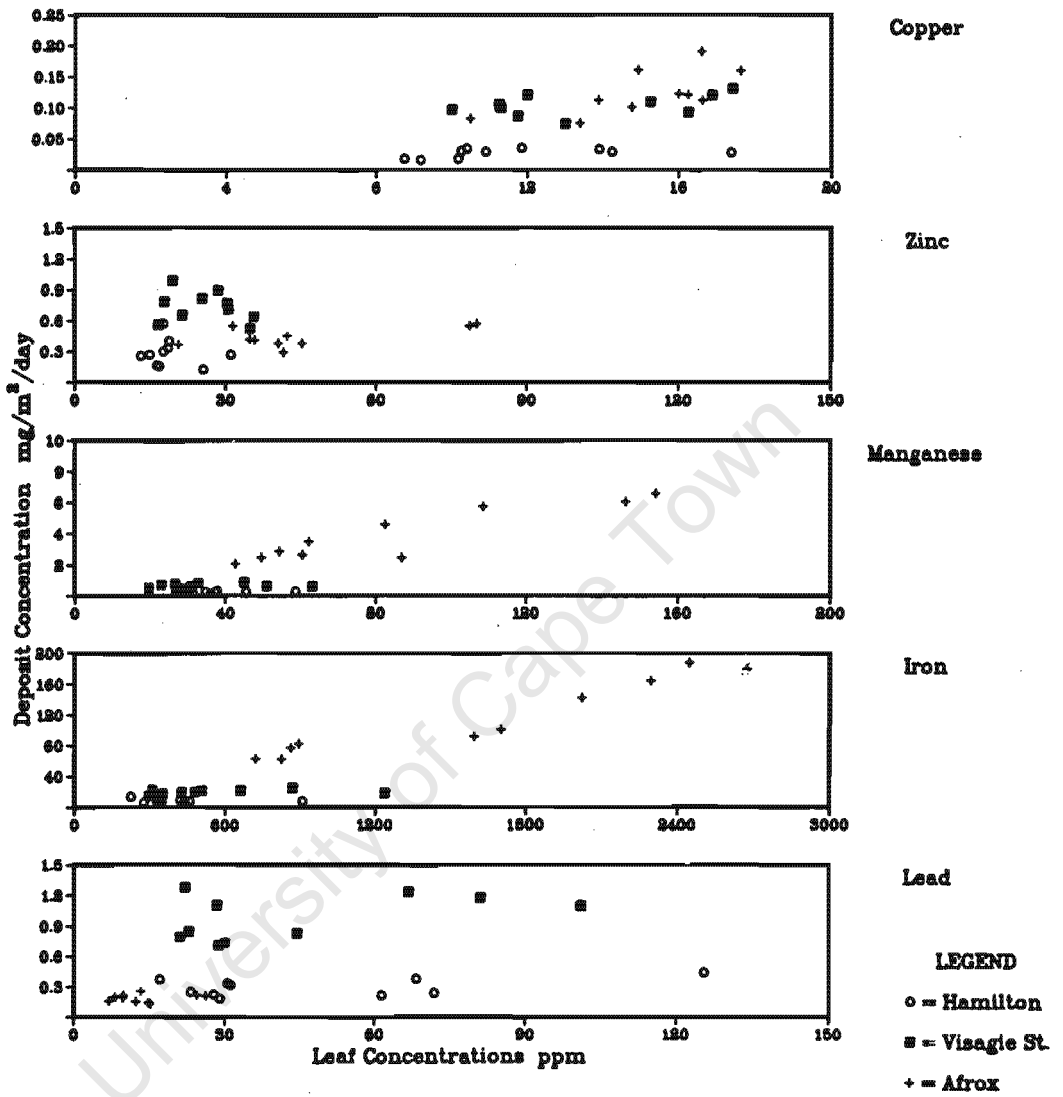 Copper
0.25
0.20
0.15
0.10
0.05
0 4 8 12 16 20
Zinc
1.5
1.2
0.9
0.6
0.3
0 30 60 90 120 150
Manganese
10
8
6
4
2
0 40 80 120 160 200
Iron
200
160
120
80
40
0 600 1200 1800 2400 3000
Lead
1.5
1.2
0.9
0.6
0.3
0 30 60 90 120 150
Deposit Concentration mg/m²/day
Leaf Concentrations ppm
LEGEND
o = Hamilton
■ = Visagie St.
+ = Afrox
University of Cape Town